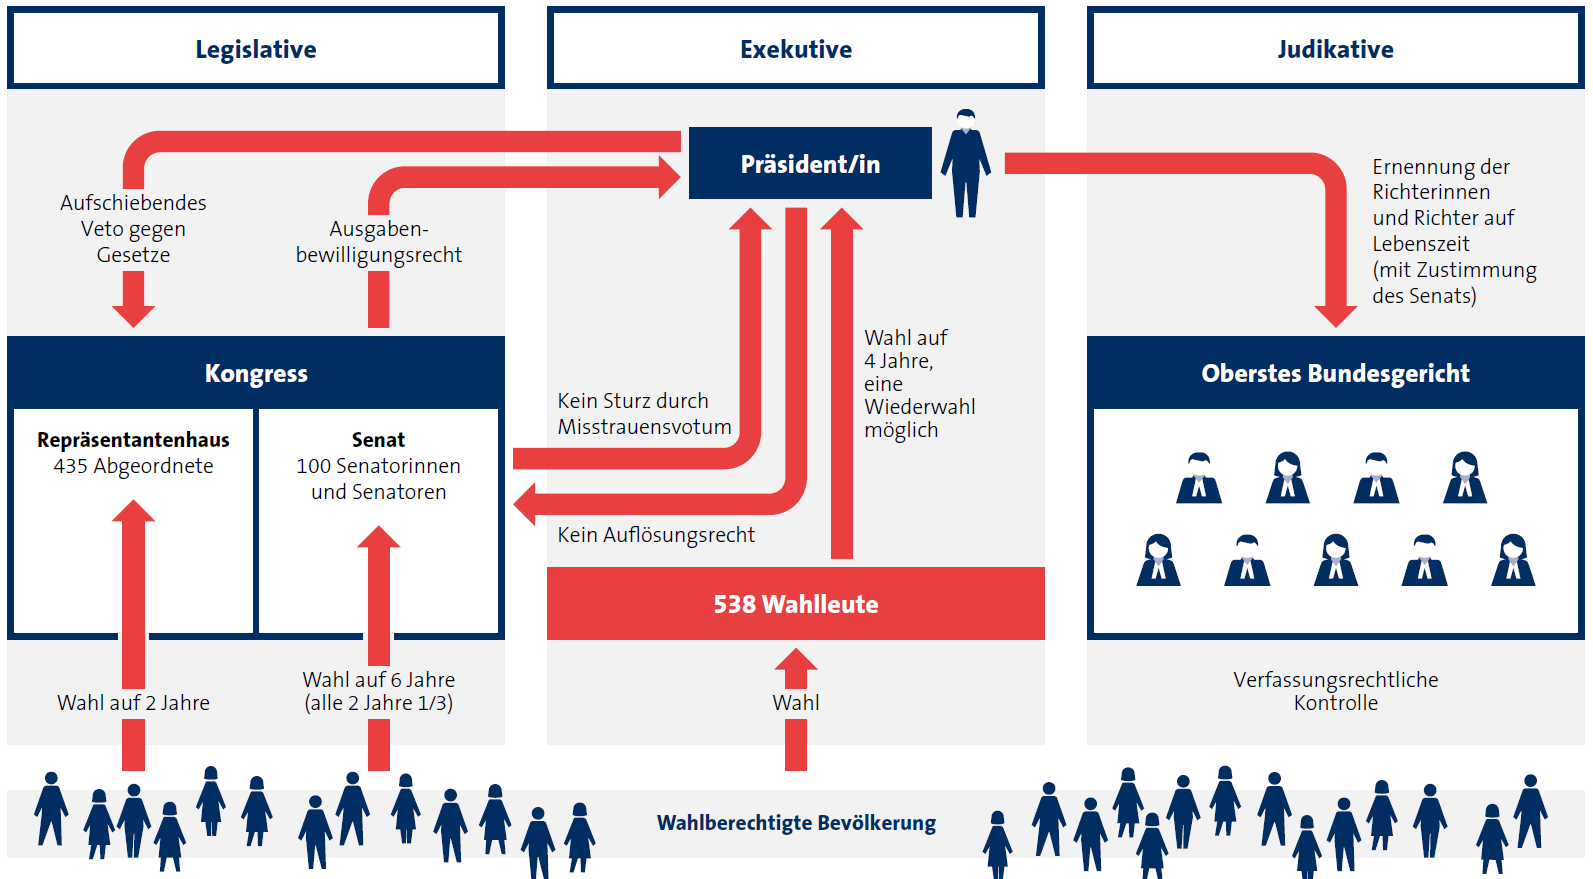 Legislative
Exekutive
Judikative
Präsident/in
Aufschiebendes
Veto gegen
Gesetze
Ausgaben-
bewilligungsrecht
Ernennung der
Richterinnen
und Richter auf
Lebenszeit
(mit Zustimmung
des Senats)
Kongress
Repräsentantenhaus
435 Abgeordnete
Senat
100 Senatorinnen
und Senatoren
Kein Sturz durch
Misstrauensvotum
Kein Auflösungsrecht
Wahl auf
4 Jahre,
eine
Wiederwahl
möglich
Oberstes Bundesgericht
538 Wahlleute
Wahl auf 2 Jahre
Wahl auf 6 Jahre
(alle 2 Jahre 1/3)
Wahl
Verfassungsrechtliche
Kontrolle
Wahlberechtigte Bevölkerung